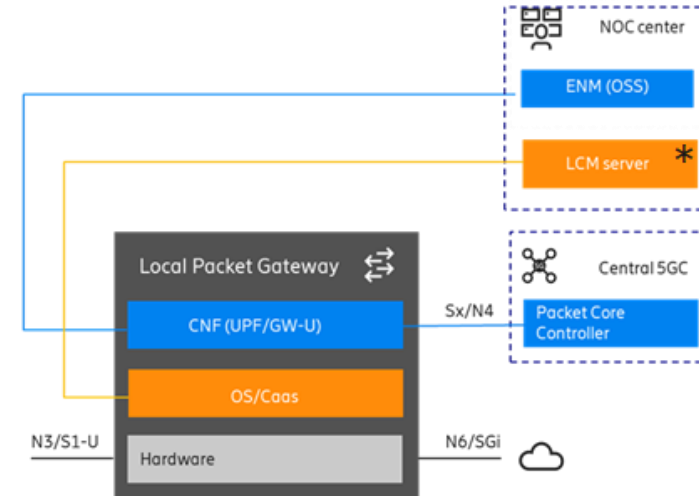 NOC center
ENM (OSS)
LCM server *
Local Packet Gateway
Central 5GC
CNF (UPF/GW-U)
Sx/N4
Packet Core
Controller
OS/Caas
N3/S1-U
Hardware
N6/SGi